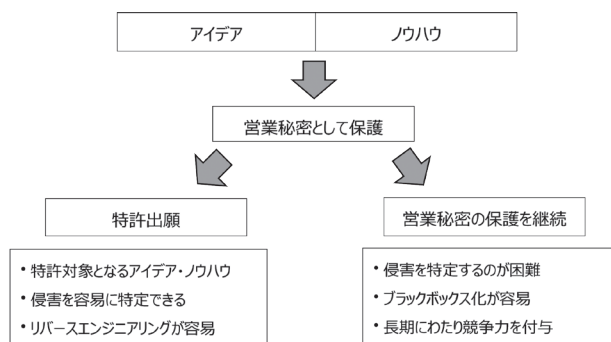 アイデア ノウハウ
営業秘密として保護
特許出願 営業秘密の保護を継続
• 特許対象となるアイデア・ノウハウ
• 侵害を容易に特定できる
• リバースエンジニアリングが容易
• 侵害を特定するのが困難
• ブラックボックス化が容易
• 長期にわたり競争力を付与